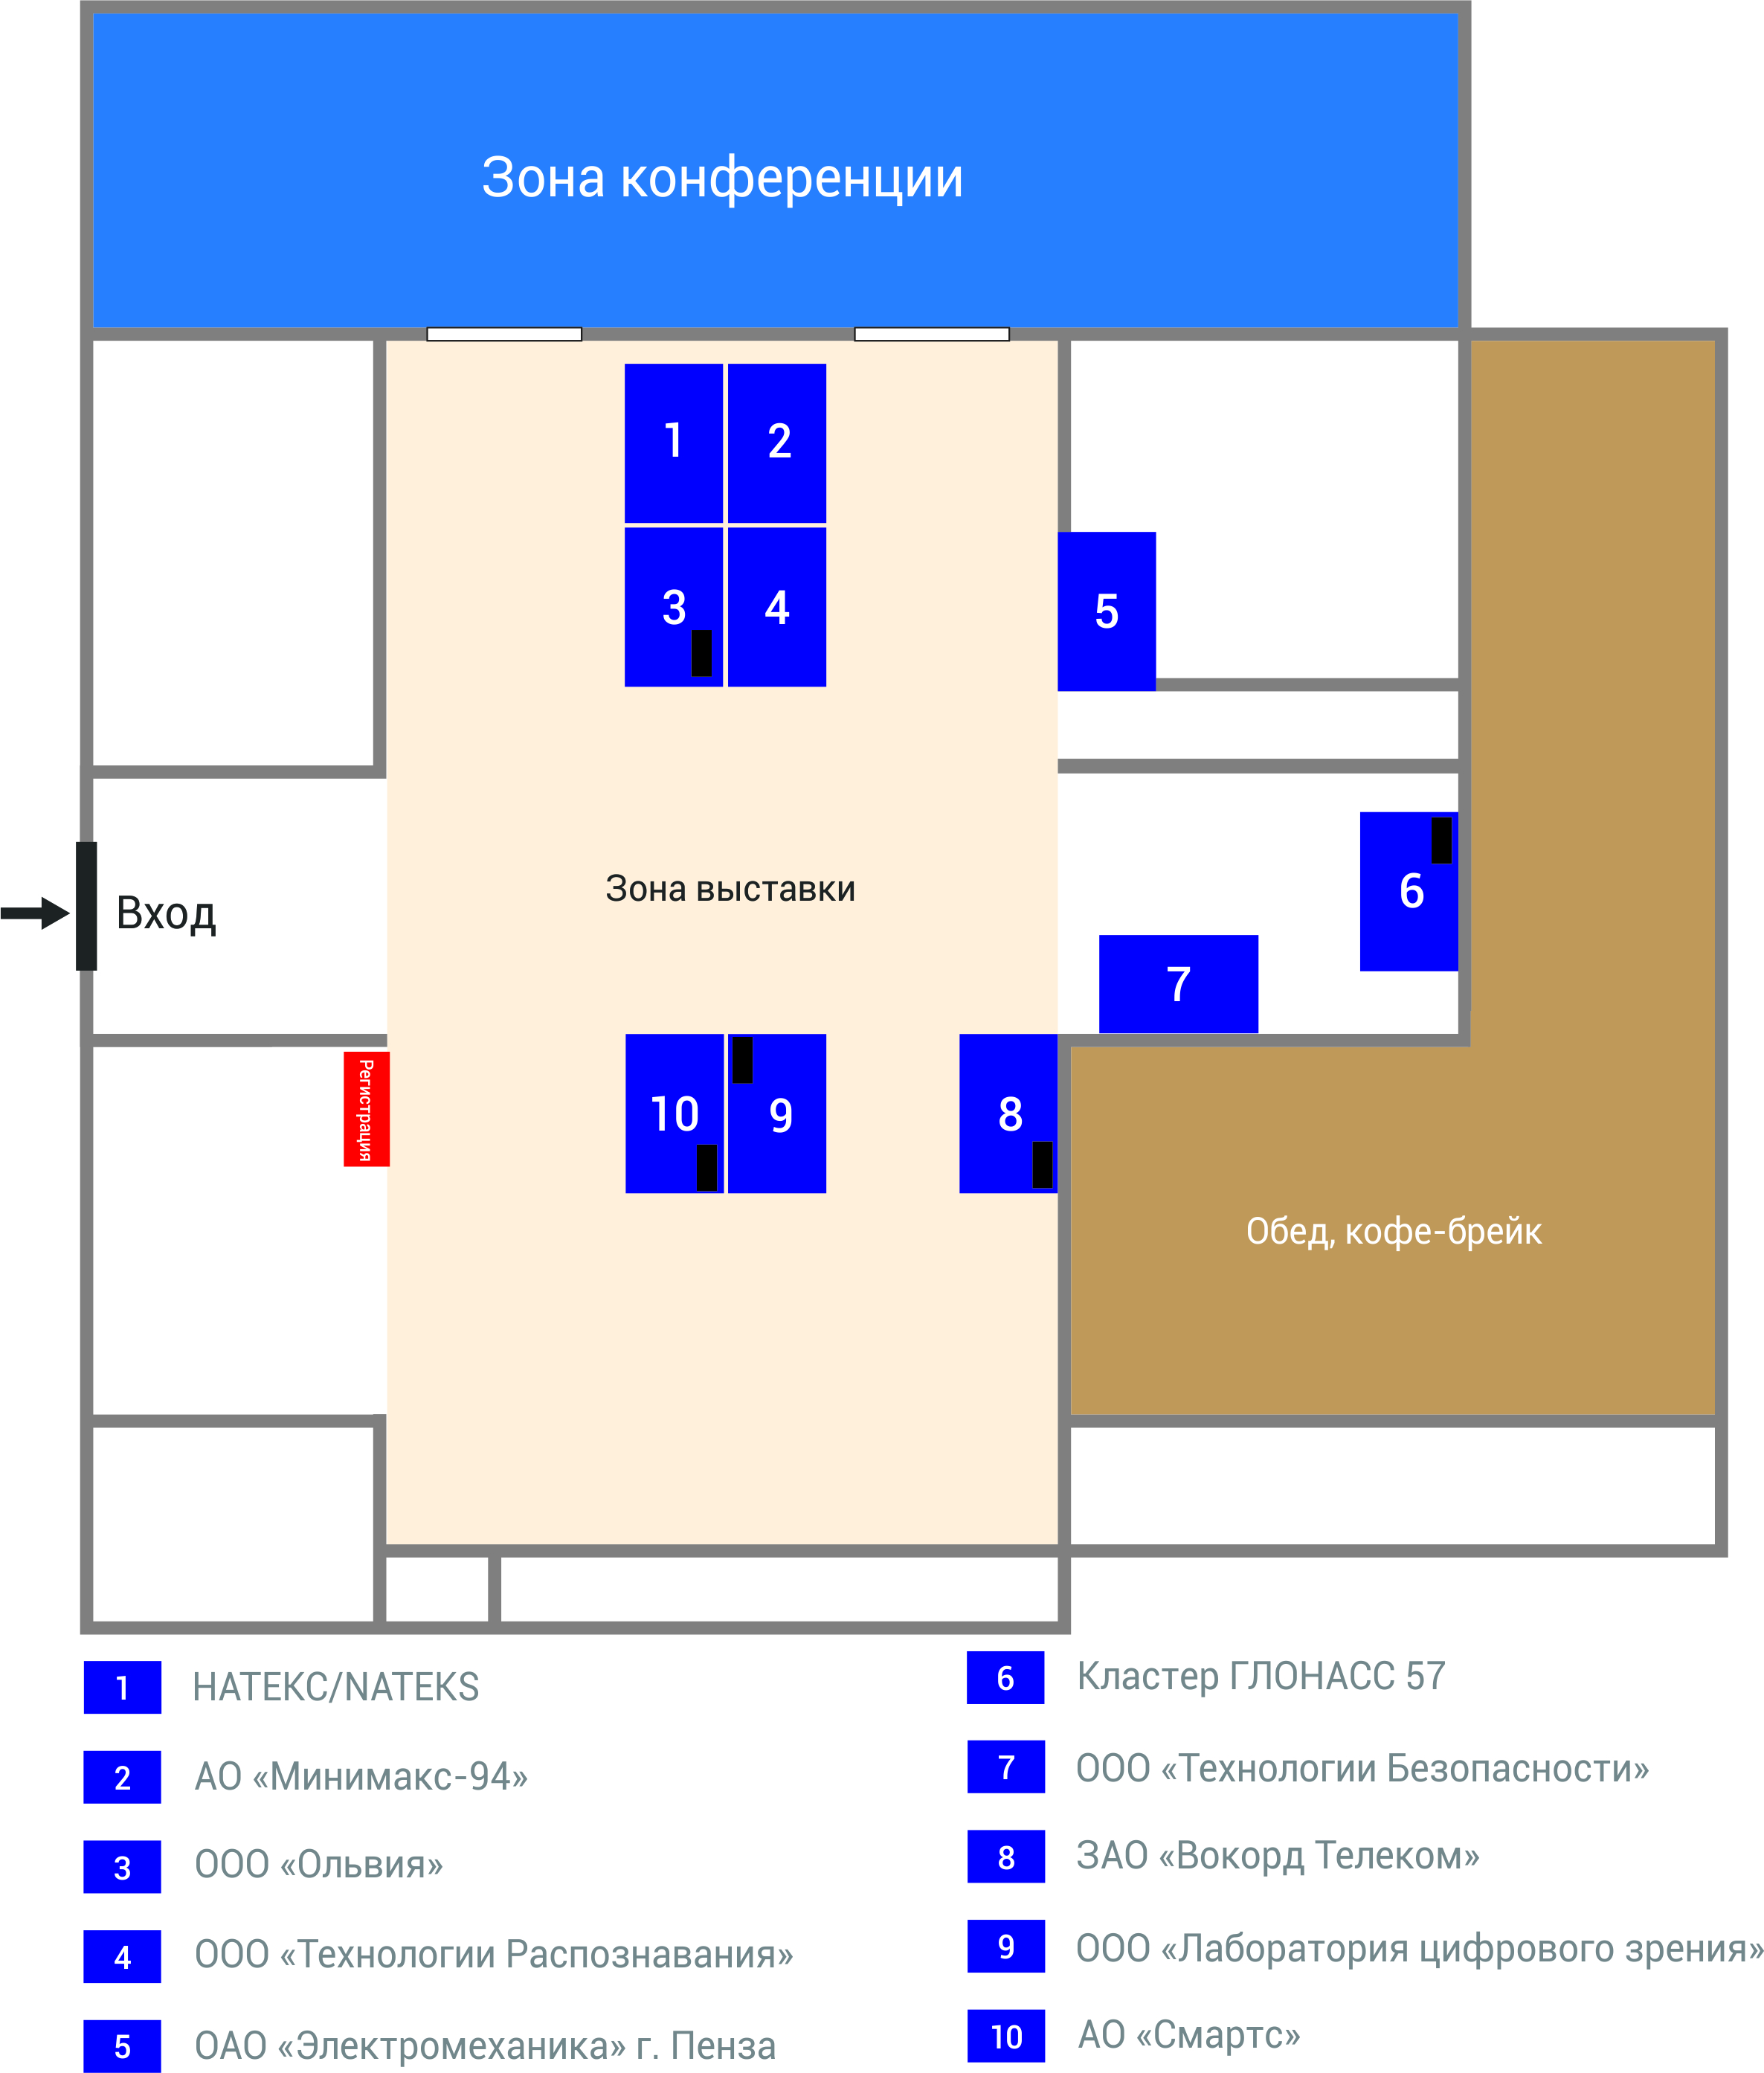 Зона конференции
1
2
3
4
5
Зона выставки
6
Вход
7
Регистрация
10
9
8
Обед, кофе-брейк
1 НАТЕКС/NATEKS
2 АО «Минимакс-94»
3 ООО «Ольвия»
4 ООО «Технологии Распознавания»
5 ОАО «Электромеханика» г. Пенза
6 Кластер ГЛОНАСС 57
7 ООО «Технологии Безопасности»
8 ЗАО «Вокорд Телеком»
9 ООО «Лаборатория цифрового зрения»
10 АО «Смартс»